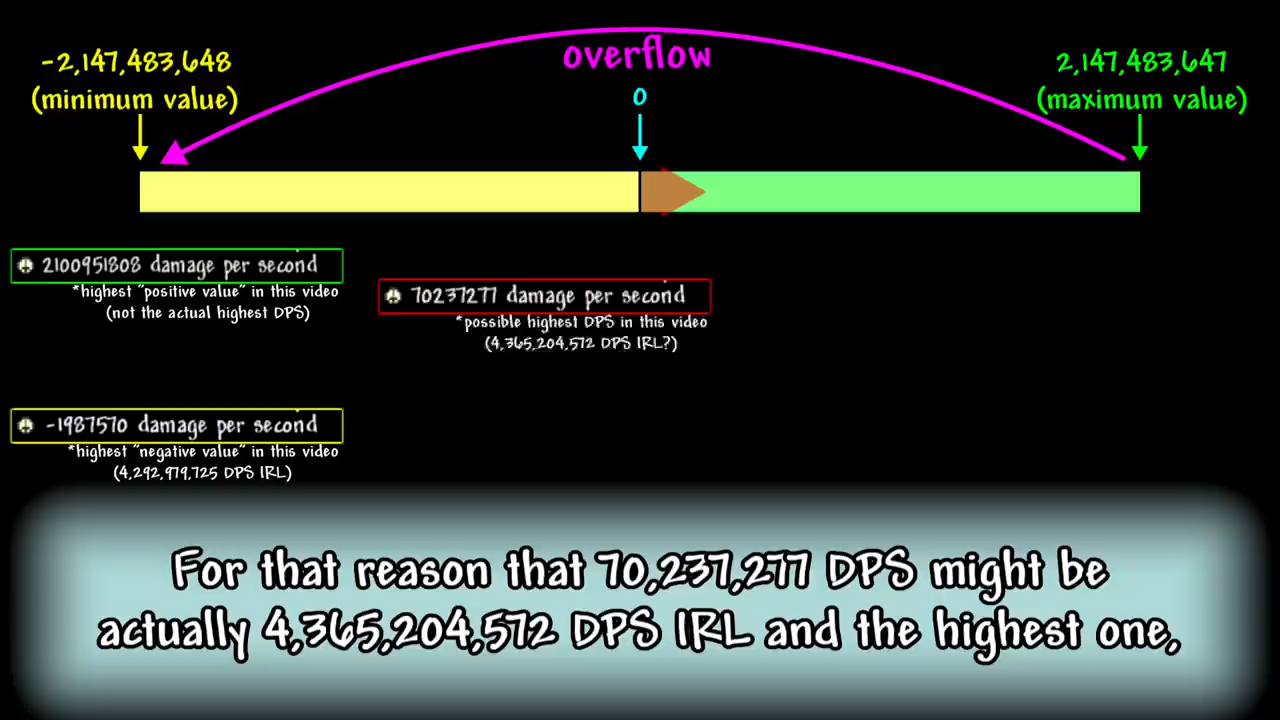 overflow
-2,147,483,648
(minimum value)
0
2,147,483,647
(maximum value)
2100951808 damage per second
*highest "positive value" in this video
(not the actual highest DPS)
70237277 damage per second
*possible highest DPS in this video
(4,365,204,572 DPS IRL?)
-1987570 damage per second
*highest "negative value" in this video
(4,292,979,725 DPS IRL)
For that reason that 70,237,277 DPS might be
actually 4,365,204,572 DPS IRL and the highest one,